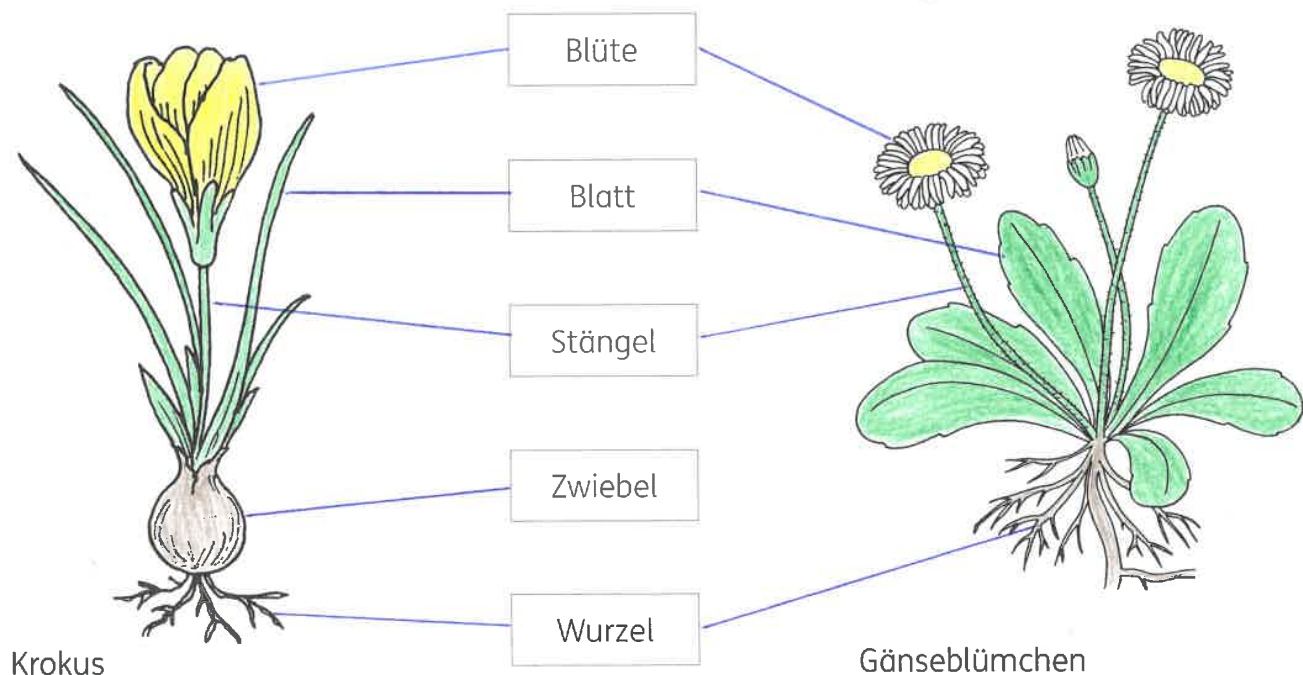 Blüte
Blatt
Stängel
Zwiebel
Wurzel
Krokus
Gänseblümchen